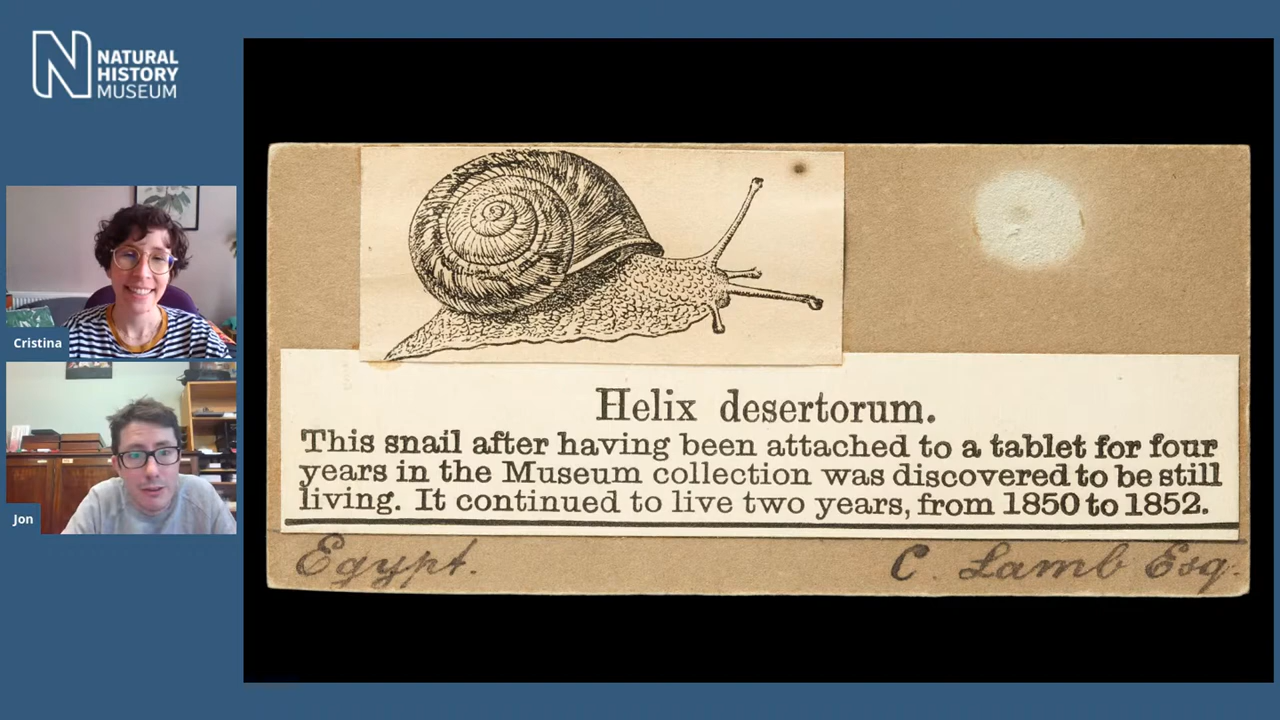 NATURAL
HISTORY
MUSEUM
Cristina
Jon
Helix desertorum.
This snail after having been attached to a tablet for four
years in the Museum collection was discovered to be still
living. It continued to live two years, from 1850 to 1852.
Egypt. C. Lamb Esq.